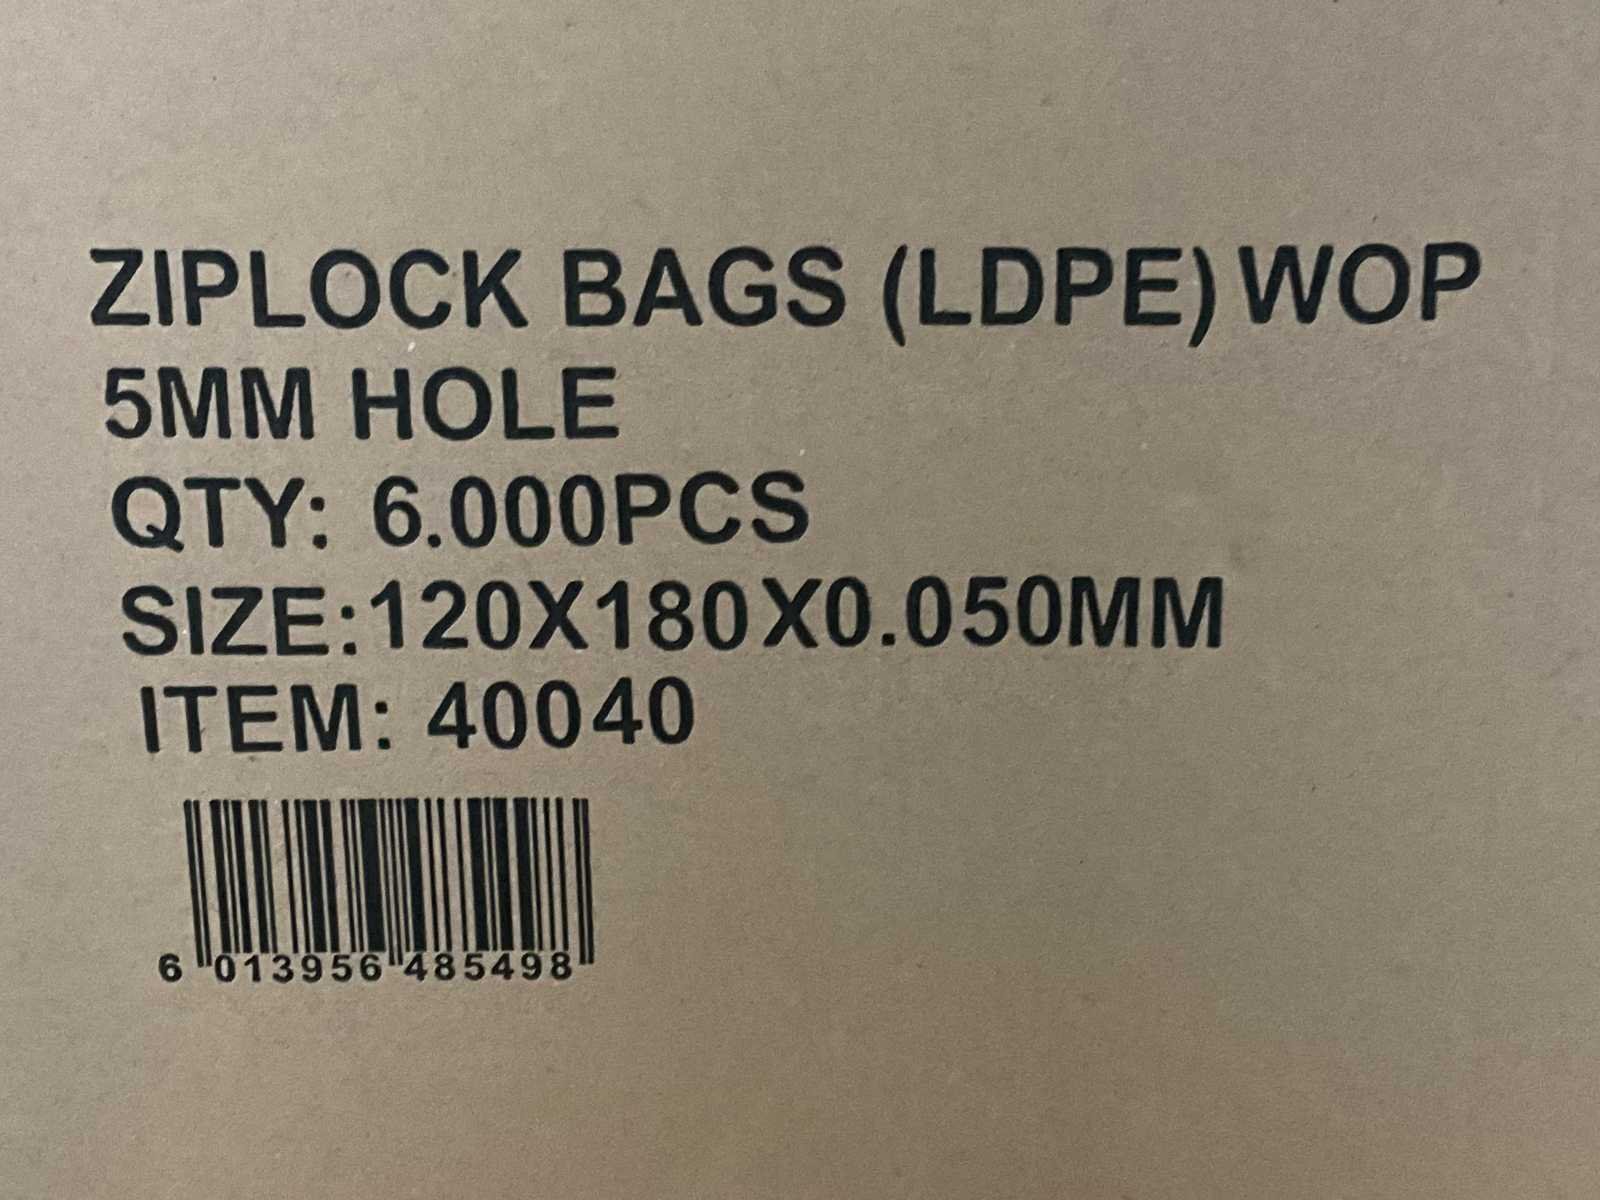 ZIPLOCK BAGS (LDPE) WOP
5MM HOLE
QTY: 6.000PCS
SIZE:120X180X0.050MM
ITEM: 40040
6 013956 485498